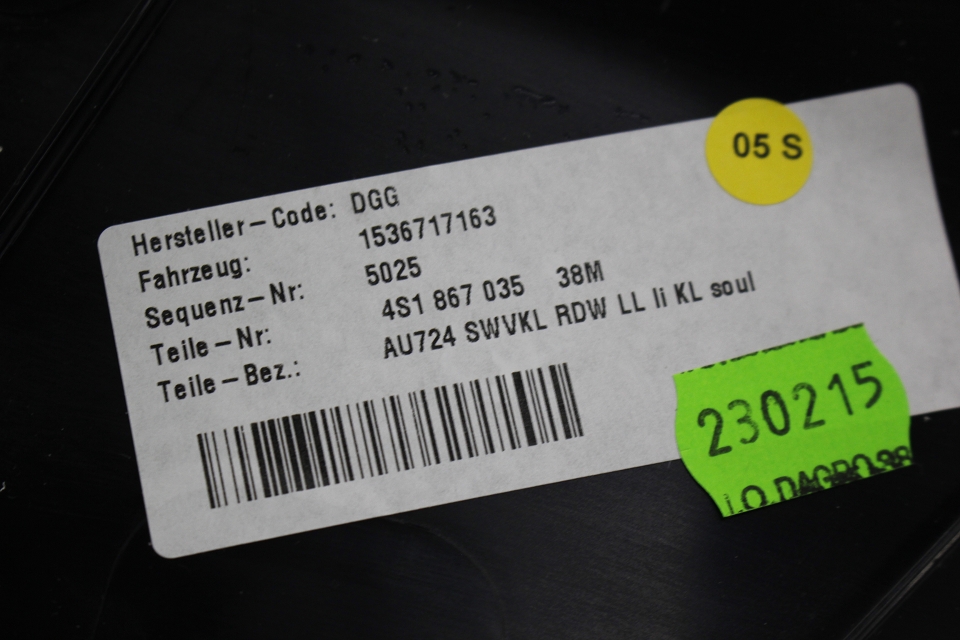 05 S
Hersteller-Code: DGG
Fahrzeug: 1536717163
Sequenz-Nr: 5025
Teile-Nr: 4S1 867 035 38M
Teile-Bez.: AU724 SWVKL RDW LL li KL soul
230215